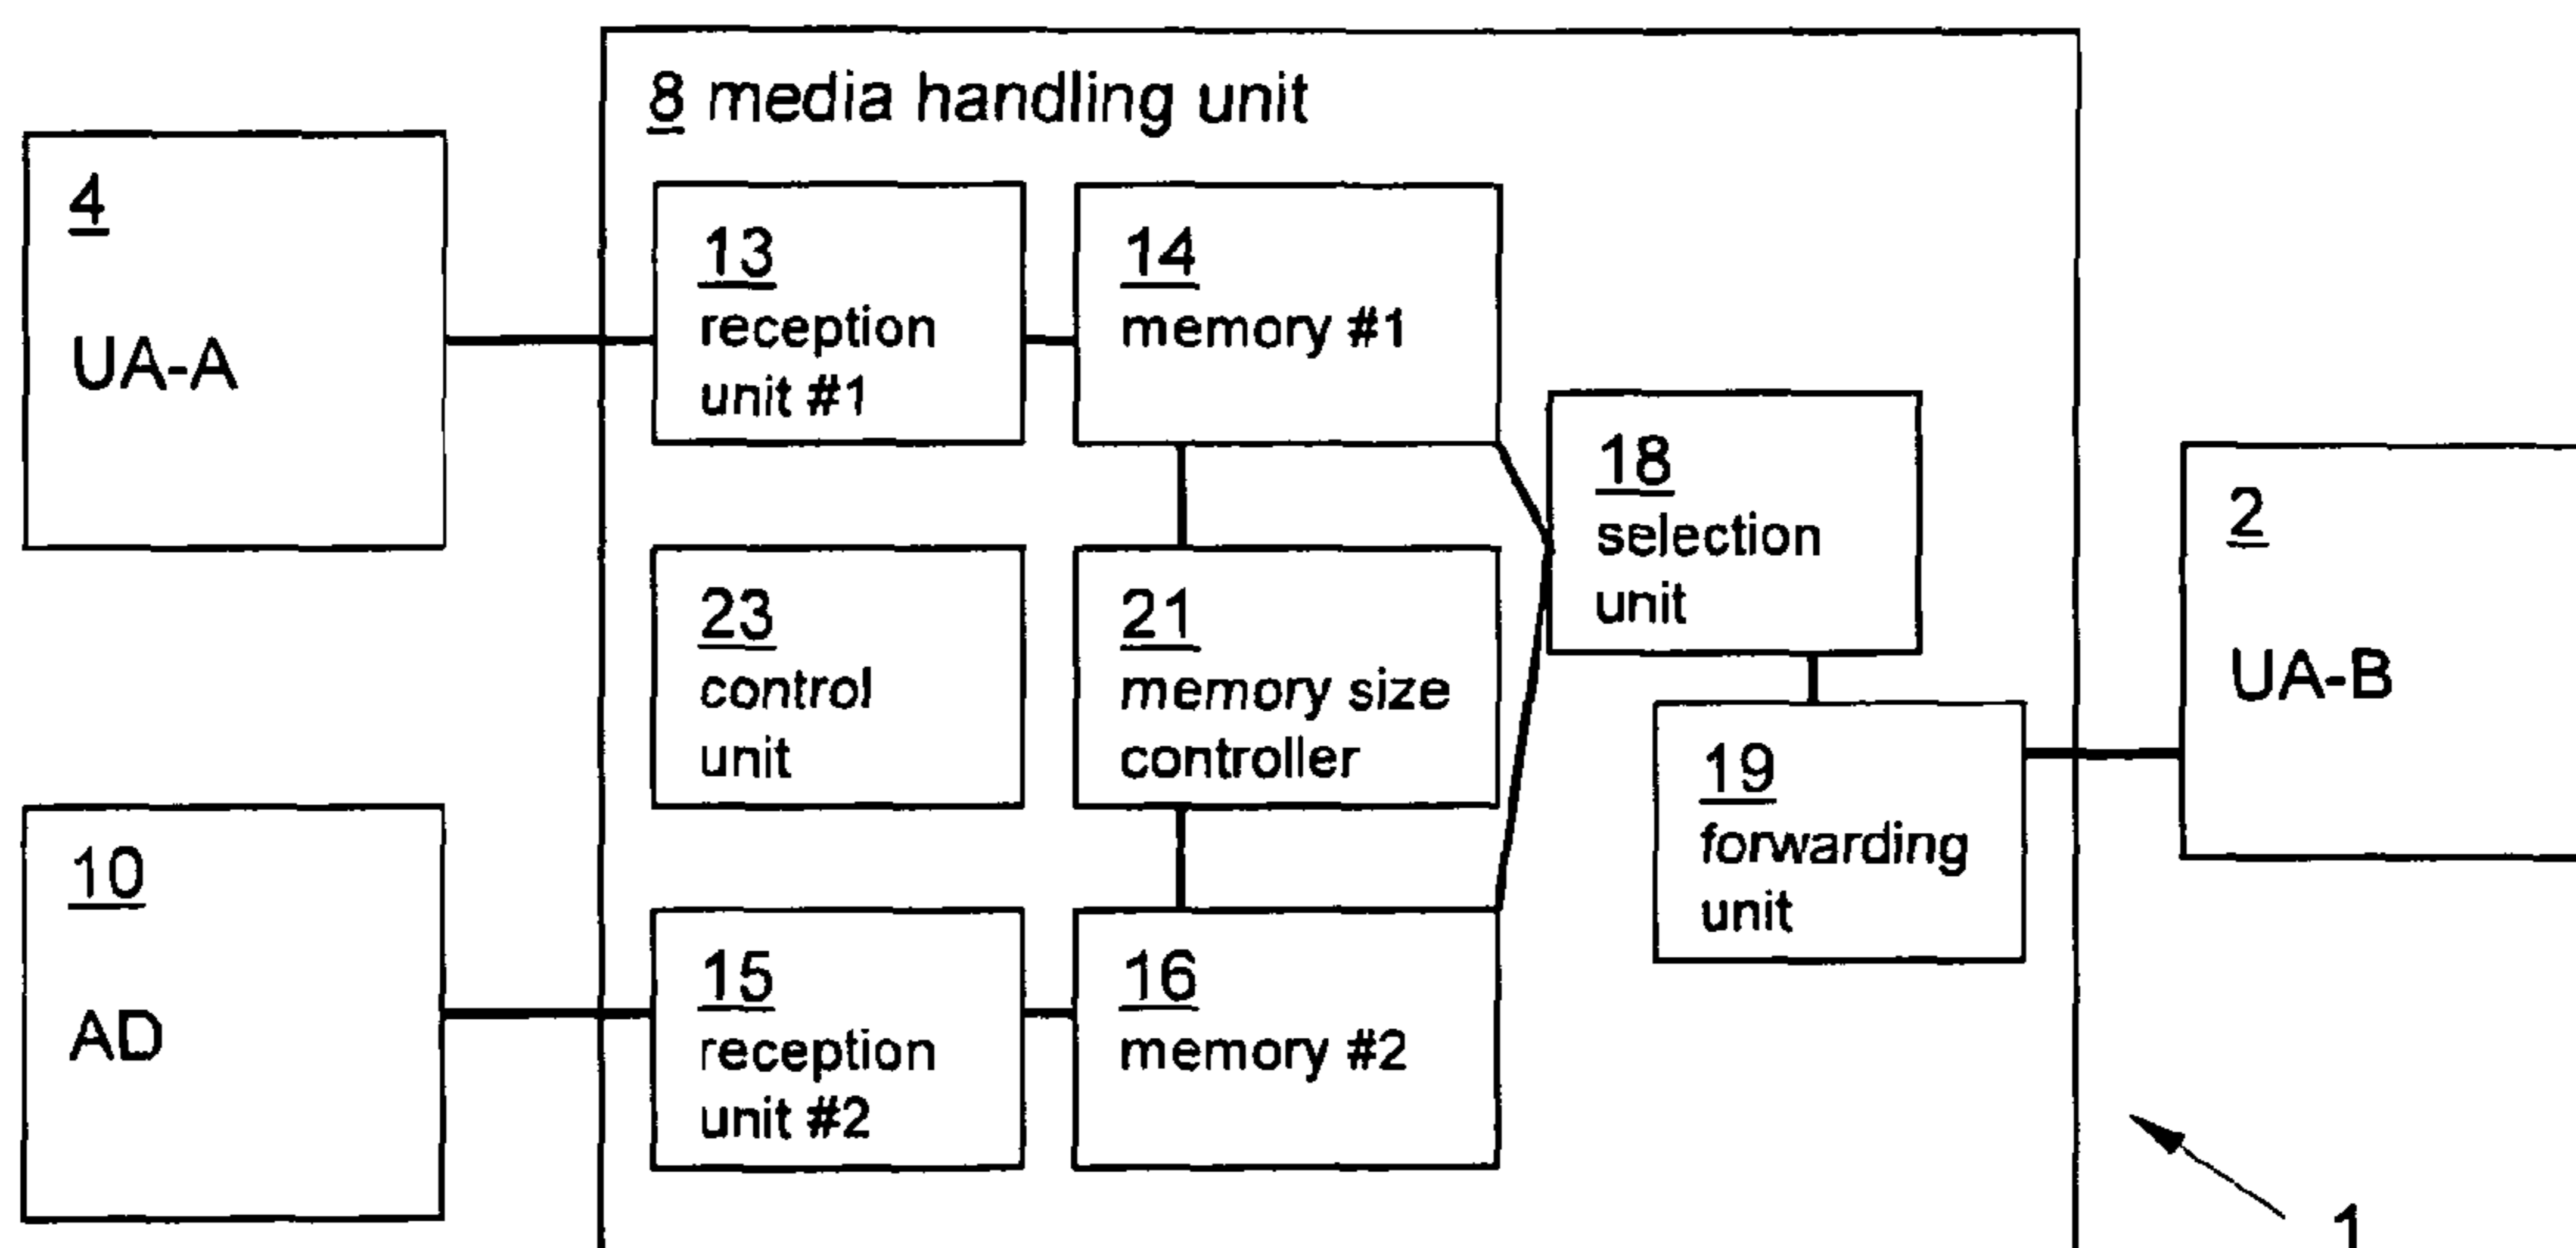 8 media handling unit
4
UA-A
13
reception
unit #1
14
memory #1
18
selection
unit
2
UA-B
23
control
unit
21
memory size
controller
19
forwarding
unit
10
AD
15
reception
unit #2
16
memory #2
1